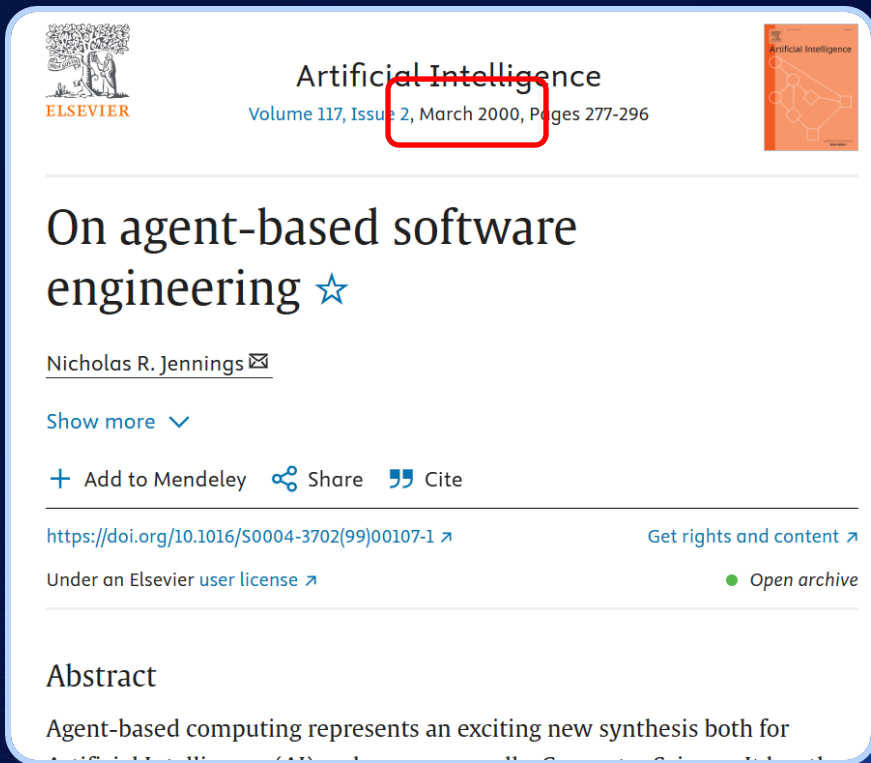 ELSEVIER
Artificial Intelligence
Volume 117, Issue 2, March 2000, Pages 277-296
Artificial Intelligence
On agent-based software
engineering
Nicholas R. Jennings
Show more
Add to Mendeley Share Cite
https://doi.org/10.1016/S0004-3702(99)00107-1 Get rights and content
Under an Elsevier user license Open archive
Abstract
Agent-based computing represents an exciting new synthesis both for